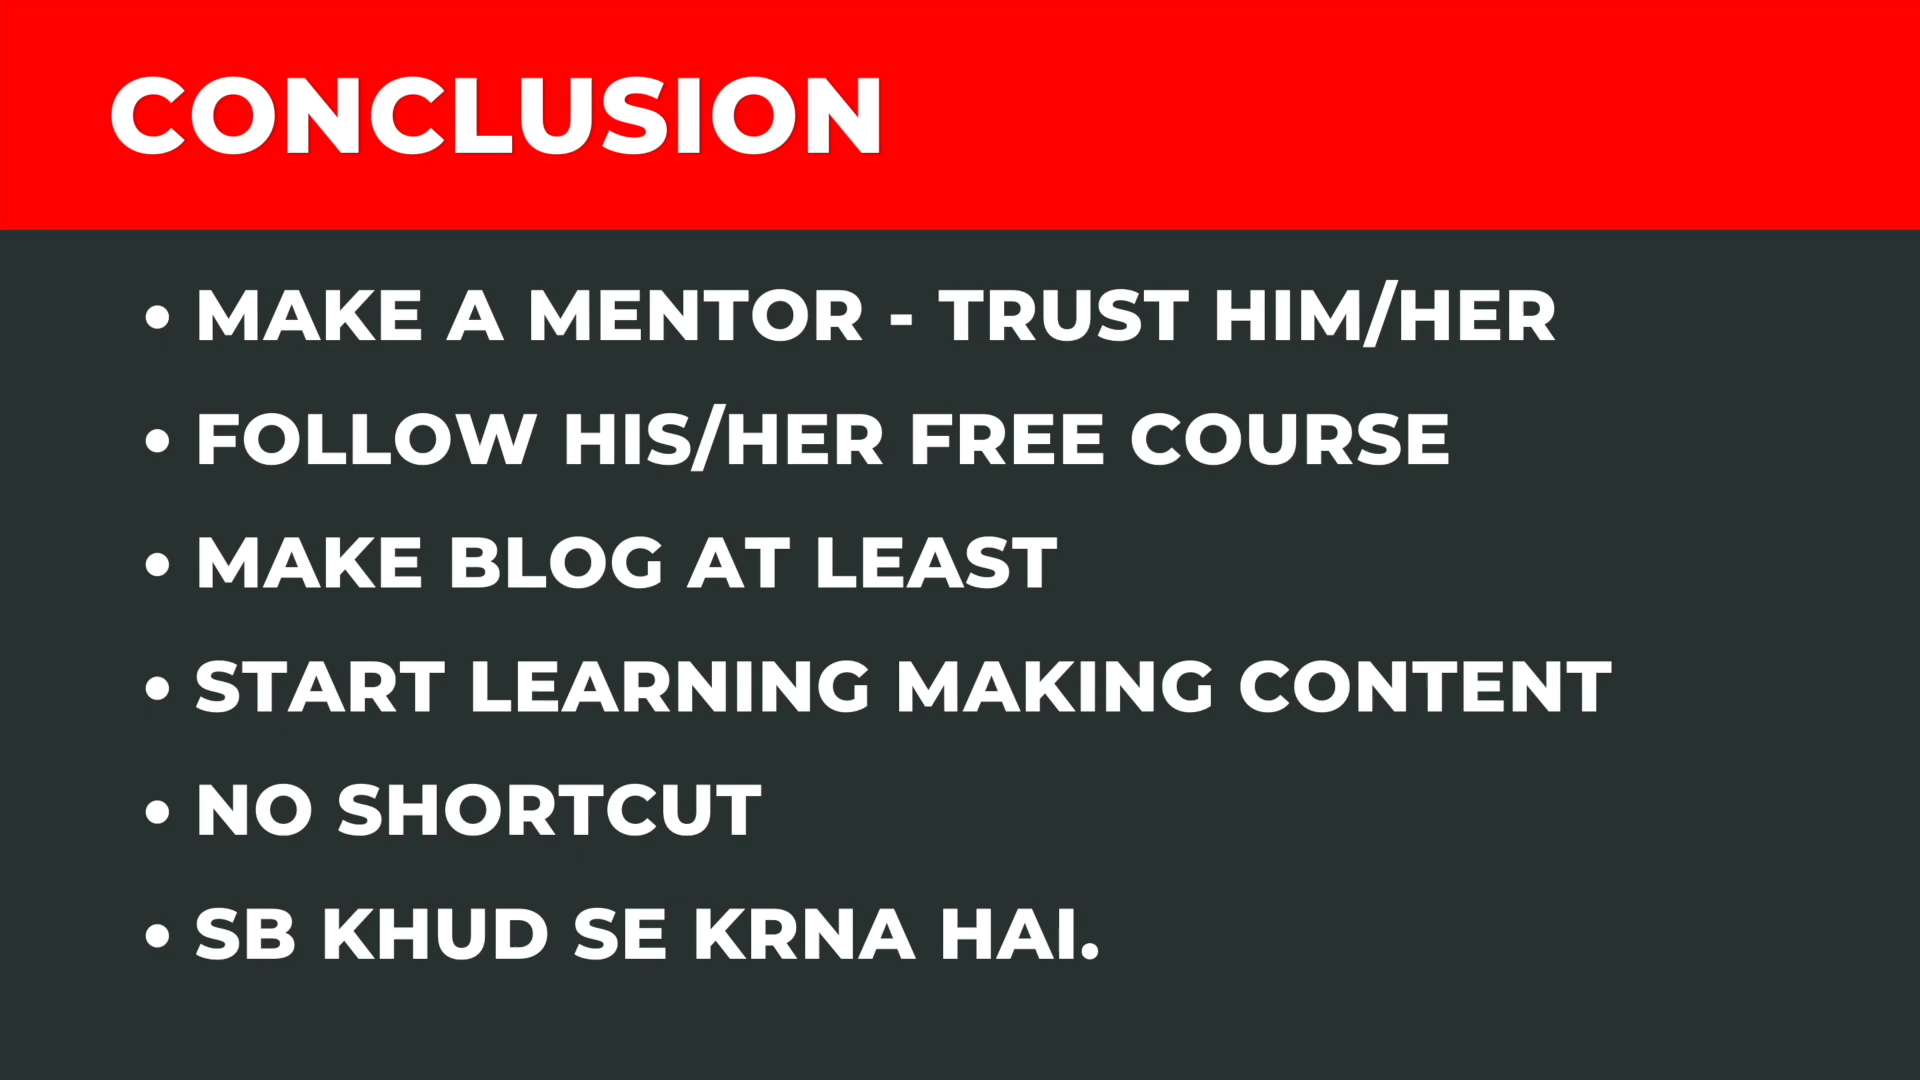 CONCLUSION
• MAKE A MENTOR - TRUST HIM/HER
• FOLLOW HIS/HER FREE COURSE
• MAKE BLOG AT LEAST
• START LEARNING MAKING CONTENT
• NO SHORTCUT
• SB KHUD SE KRNA HAI.